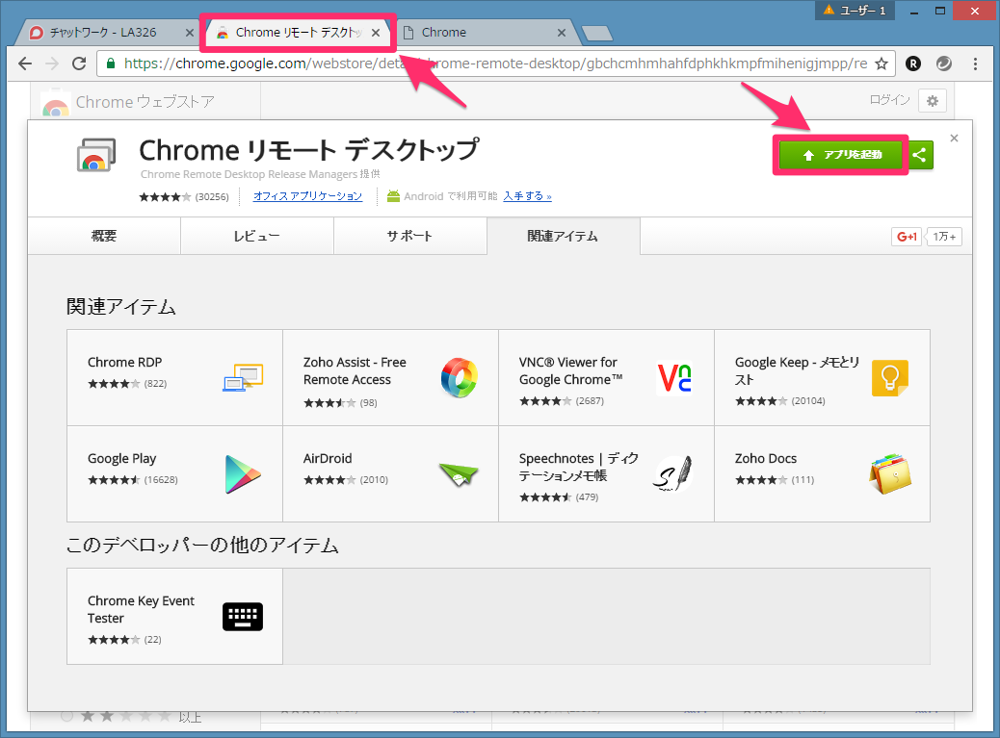 ユーザー 1
チャットワーク - LA326
Chrome リモート デスクト
Chrome
https://chrome.google.com/webstore/deta
chrome-remote-desktop/gbchcmhmhahfdphkhkmpfmihenigjmpp/re
Chrome ウェブストア
ログイン
Chrome リモート デスクトップ
アプリを起動
Chrome Remote Desktop Release Managers 提供
(30256)
オフィス アプリケーション
Android で利用可能 入手する »
概要
レビュー
サポート
関連アイテム
G+1
1万+
関連アイテム
Chrome RDP
(822)
Zoho Assist - Free
Remote Access
(98)
VNC® Viewer for
Google Chrome™
(2687)
Google Keep - メモとリ
スト
(20104)
Google Play
(16628)
AirDroid
(2010)
Speechnotes | ディク
テーションメモ帳
(479)
Zoho Docs
(111)
このデベロッパーの他のアイテム
Chrome Key Event
Tester
(22)
以上